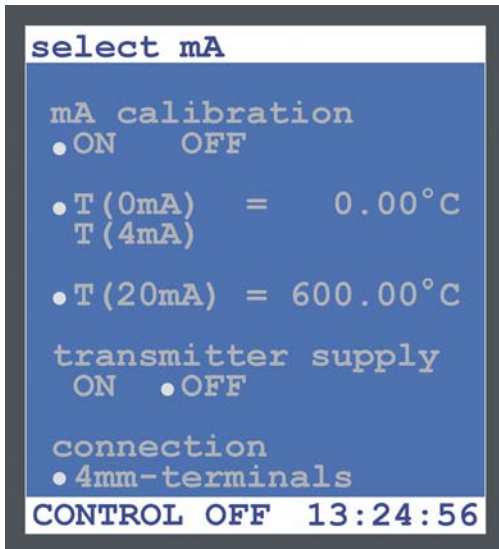 select mA
mA calibration
ON OFF
T(0mA) = 0.00°C
T(4mA)
T(20mA) = 600.00°C
transmitter supply
ON OFF
connection
4mm-terminals
CONTROL OFF 13:24:56